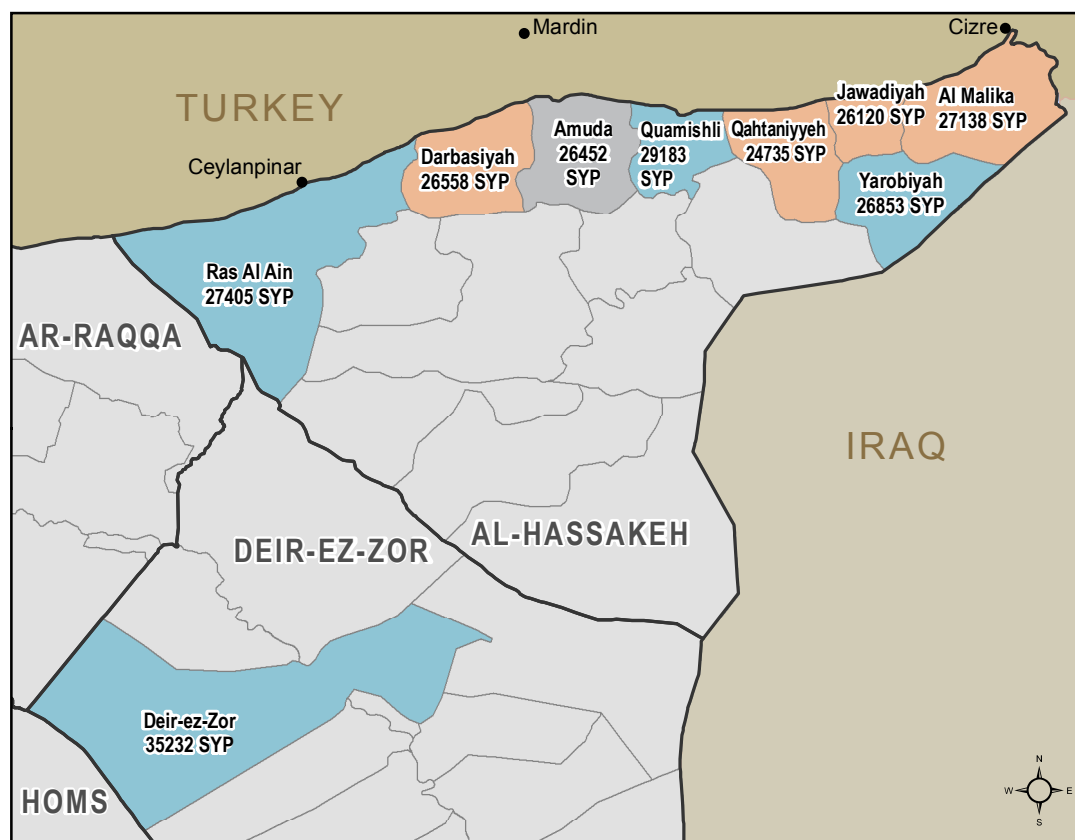 Mardin
Cizre
TURKEY
Jawadiyah
26120 SYP
Al Malika
27138 SYP
Amuda
26452
SYP
Quamishli
29183
SYP
Qahtaniyyeh
24735 SYP
Darbasiyah
26558 SYP
Ceylanpinar
Yarobiyah
26853 SYP
Ras Al Ain
27405 SYP
AR-RAQQA
IRAQ
AL-HASSAKEH
DEIR-EZ-ZOR
Deir-ez-Zor
35232 SYP
HOMS
N
W
E
S